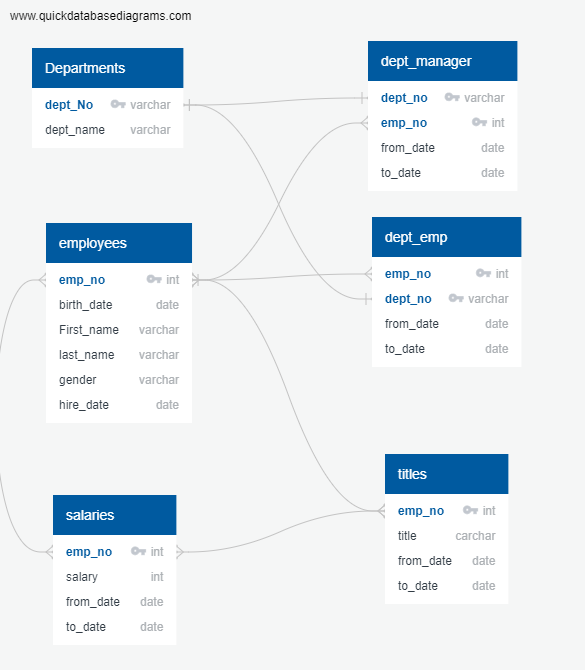 www.quickdatabasediagrams.com
Departments
dept_No varchar
dept_name varchar
dept_manager
dept_no varchar
emp_no int
from_date date
to_date date
employees
emp_no int
birth_date date
First_name varchar
last_name varchar
gender varchar
hire_date date
dept_emp
emp_no int
dept_no varchar
from_date date
to_date date
salaries
emp_no int
salary int
from_date date
to_date date
titles
emp_no int
title carchar
from_date date
to_date date